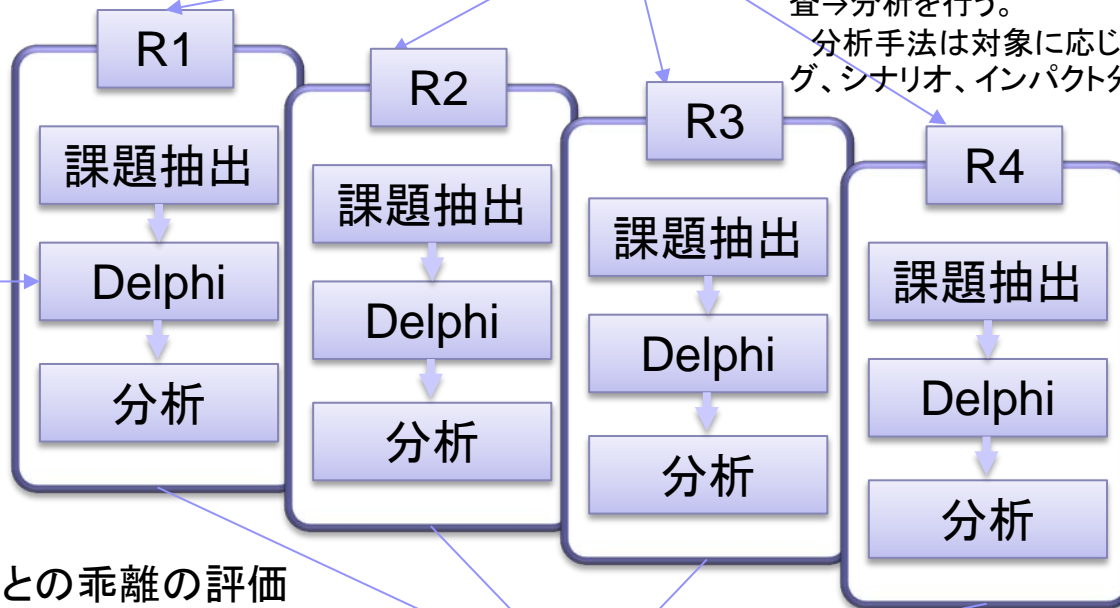 査→分析を行う。
分析手法は対象に応じ
グ、シナリオ、インパクト分
R1
課題抽出
Delphi
分析
R2
課題抽出
Delphi
分析
R3
課題抽出
Delphi
分析
R4
課題抽出
Delphi
分析
との乖離の評価